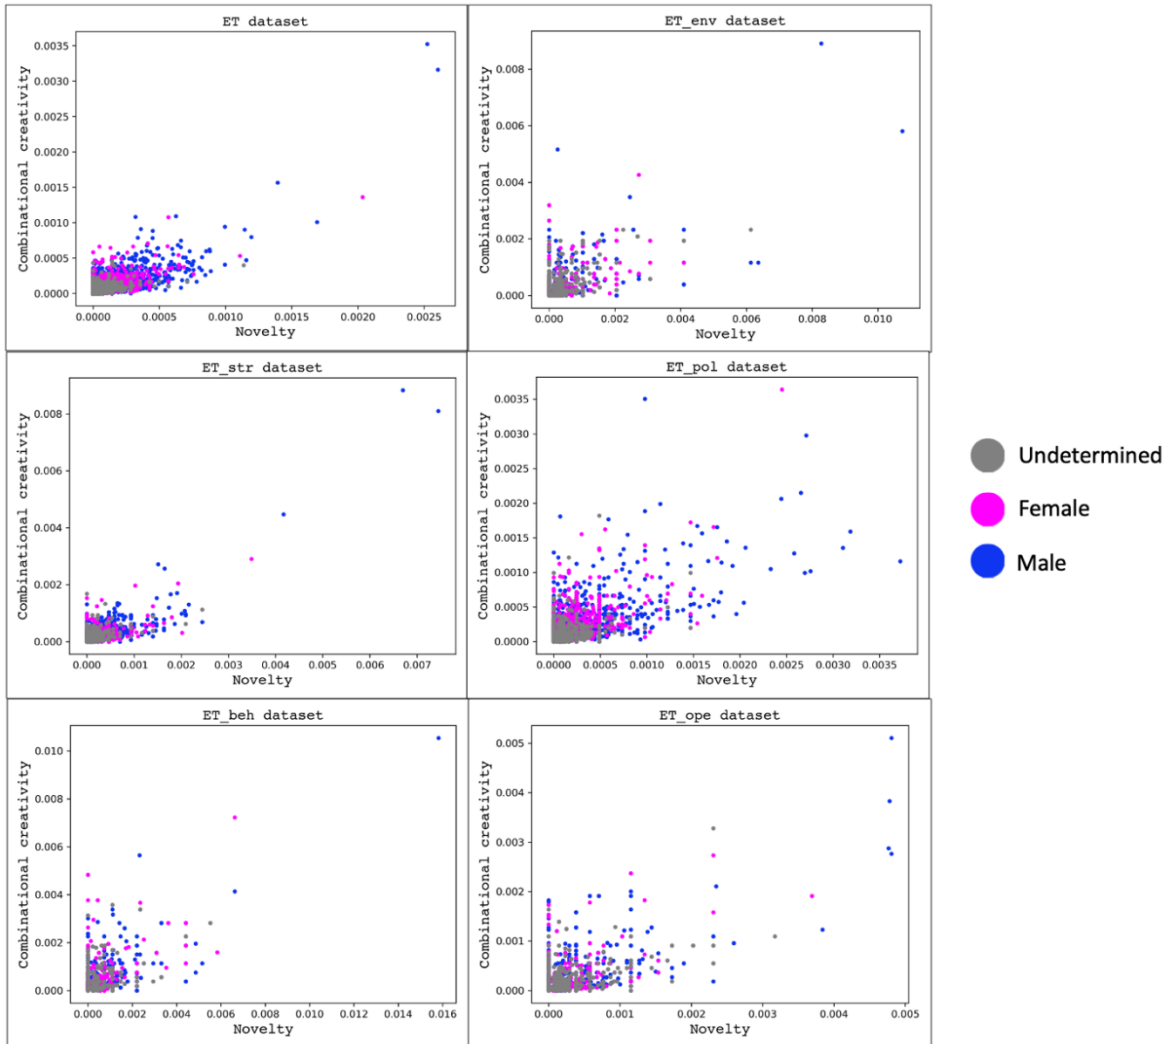 ET dataset
Combinational creativity
0.0035
0.0030
0.0025
0.0020
0.0015
0.0010
0.0005
0.0000
0.0000 0.0005 0.0010 0.0015 0.0020 0.0025
Novelty
ET_env dataset
Combinational creativity
0.008
0.006
0.004
0.002
0.000
0.000 0.002 0.004 0.006 0.008 0.010
Novelty
ET_str dataset
Combinational creativity
0.008
0.006
0.004
0.002
0.000
0.000 0.001 0.002 0.003 0.004 0.005 0.006 0.007
Novelty
ET_pol dataset
Combinational creativity
0.0035
0.0030
0.0025
0.0020
0.0015
0.0010
0.0005
0.0000
0.0000 0.0005 0.0010 0.0015 0.0020 0.0025 0.0030 0.0035
Novelty
ET_beh dataset
Combinational creativity
0.010
0.008
0.006
0.004
0.002
0.000
0.000 0.002 0.004 0.006 0.008 0.010 0.012 0.014 0.016
Novelty
ET_ope dataset
Combinational creativity
0.005
0.004
0.003
0.002
0.001
0.000
0.000 0.001 0.002 0.003 0.004 0.005
Novelty
Undetermined
Female
Male